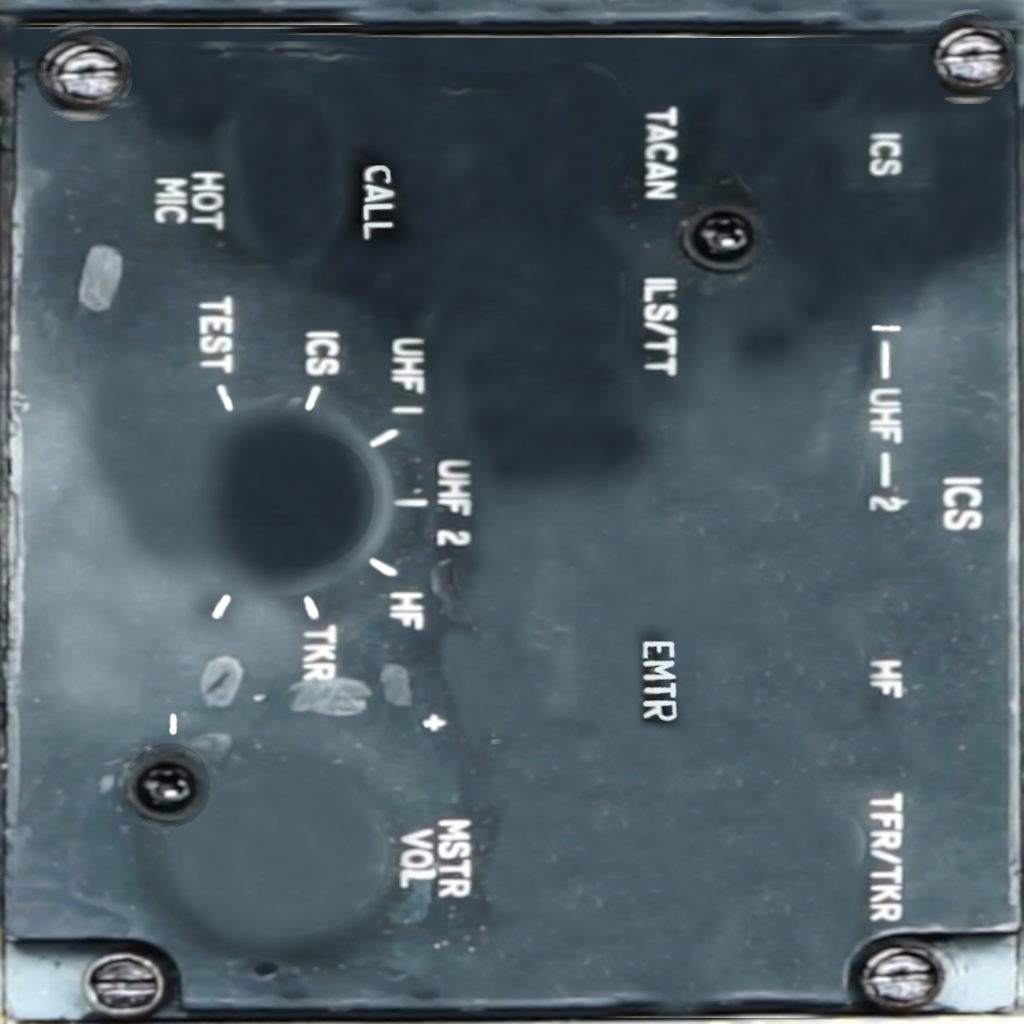 ICS
ICS
1 — UHF — 2
HF
TFR/TKR
TACAN
ILS/TT
EMTR
CALL
HOT
MIC
TEST
ICS
UHF 1
UHF 2
HF
TKR
+
MSTR
VOL